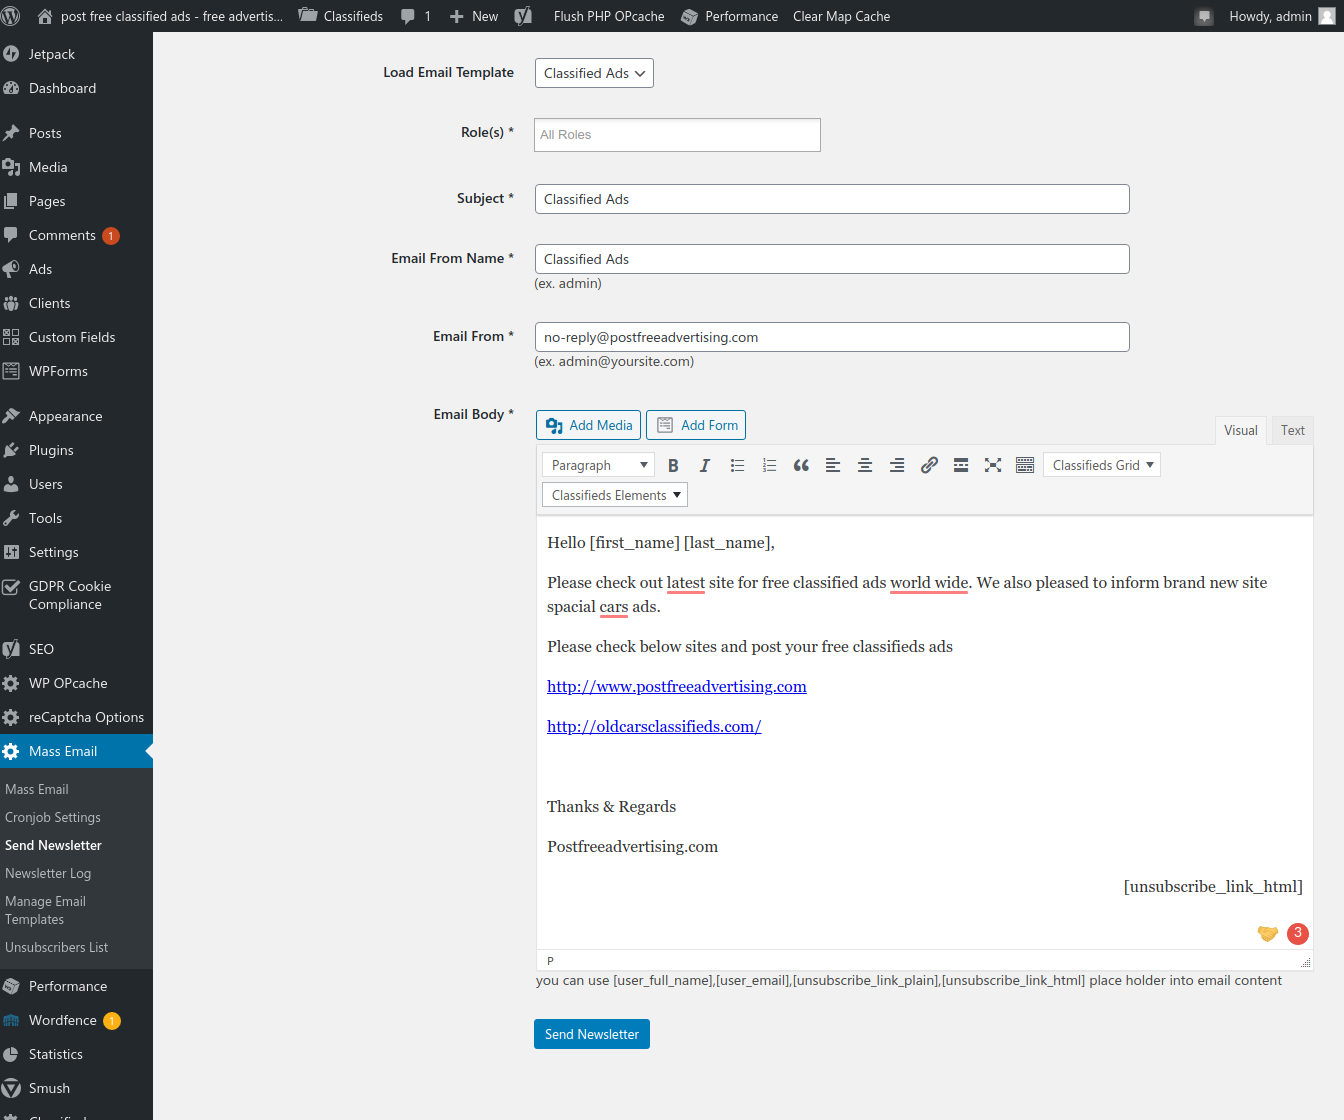 post free classified ads - free advertis...
Classifieds
1
New
Flush PHP OPcache
Performance
Clear Map Cache
Howdy, admin
Jetpack
Dashboard
Posts
Media
Pages
Comments 1
Ads
Clients
Custom Fields
WPForms
Appearance
Plugins
Users
Tools
Settings
GDPR Cookie
Compliance
SEO
WP OPcache
reCaptcha Options
Mass Email
Mass Email
Cronjob Settings
Send Newsletter
Newsletter Log
Manage Email
Templates
Unsubscribers List
Performance
Wordfence 1
Statistics
Smush
Load Email Template
Classified Ads
Role(s) *
All Roles
Subject *
Classified Ads
Email From Name *
Classified Ads
(ex. admin)
Email From *
no-reply@postfreeadvertising.com
(ex. admin@yoursite.com)
Email Body *
Add Media
Add Form
Visual
Text
Paragraph
Classifieds Grid
Classifieds Elements
Hello [first_name] [last_name],
Please check out latest site for free classified ads world wide. We also pleased to inform brand new site
spacial cars ads.
Please check below sites and post your free classifieds ads
http://www.postfreeadvertising.com
http://oldcarsclassifieds.com/
Thanks & Regards
Postfreeadvertising.com
[unsubscribe_link_html]
3
P
you can use [user_full_name],[user_email],[unsubscribe_link_plain],[unsubscribe_link_html] place holder into email content
Send Newsletter